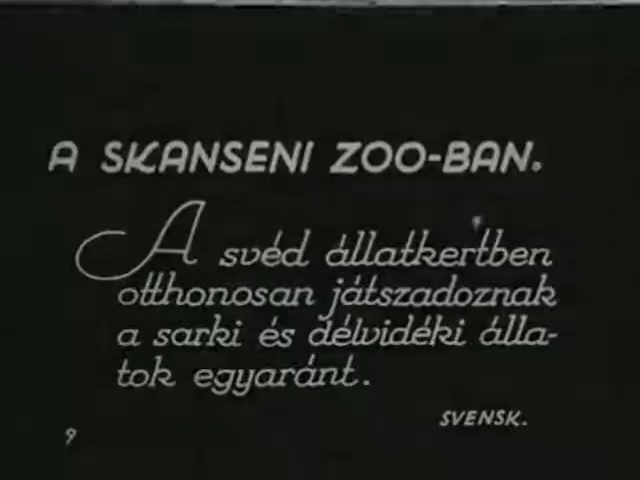 A SKANSENI ZOO-BAN.
A svéd állatkertben
otthonosan játszadoznak
a sarki és délvidéki álla-
tok egyaránt.
SVENSK.
9